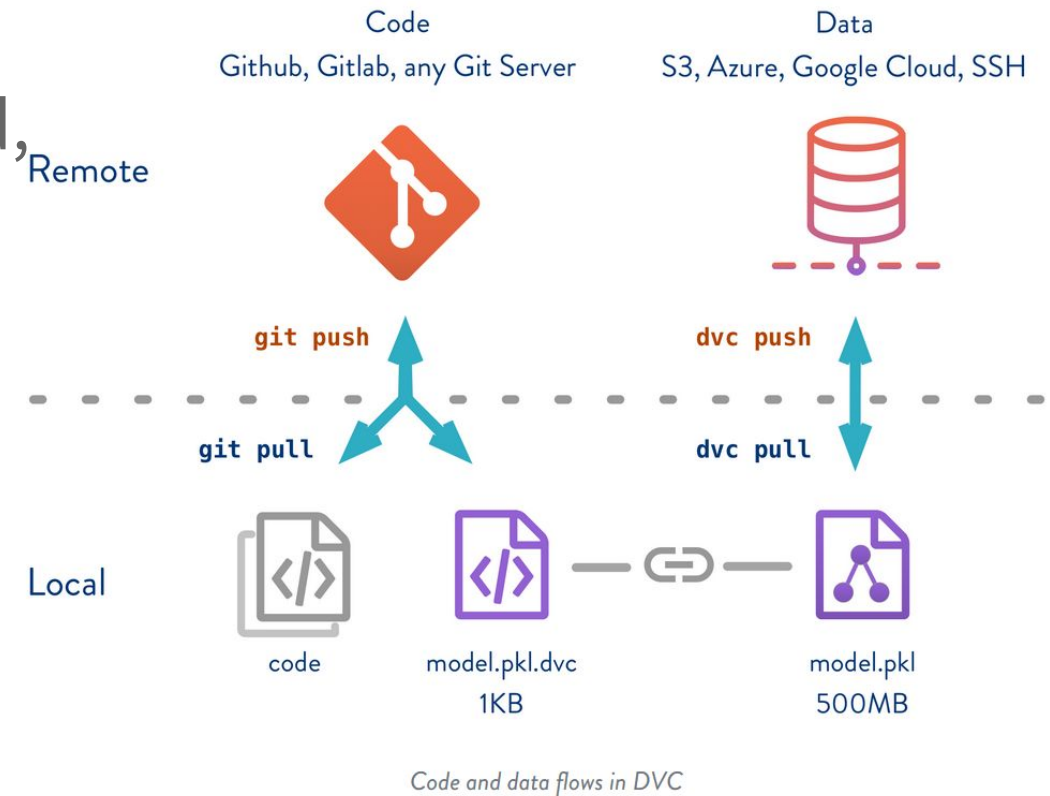 Code
Github, Gitlab, any Git Server
Data
S3, Azure, Google Cloud, SSH
Remote
git push
dvc push
git pull
dvc pull
Local
code
model.pkl.dvc
1KB
model.pkl
500MB
Code and data flows in DVC